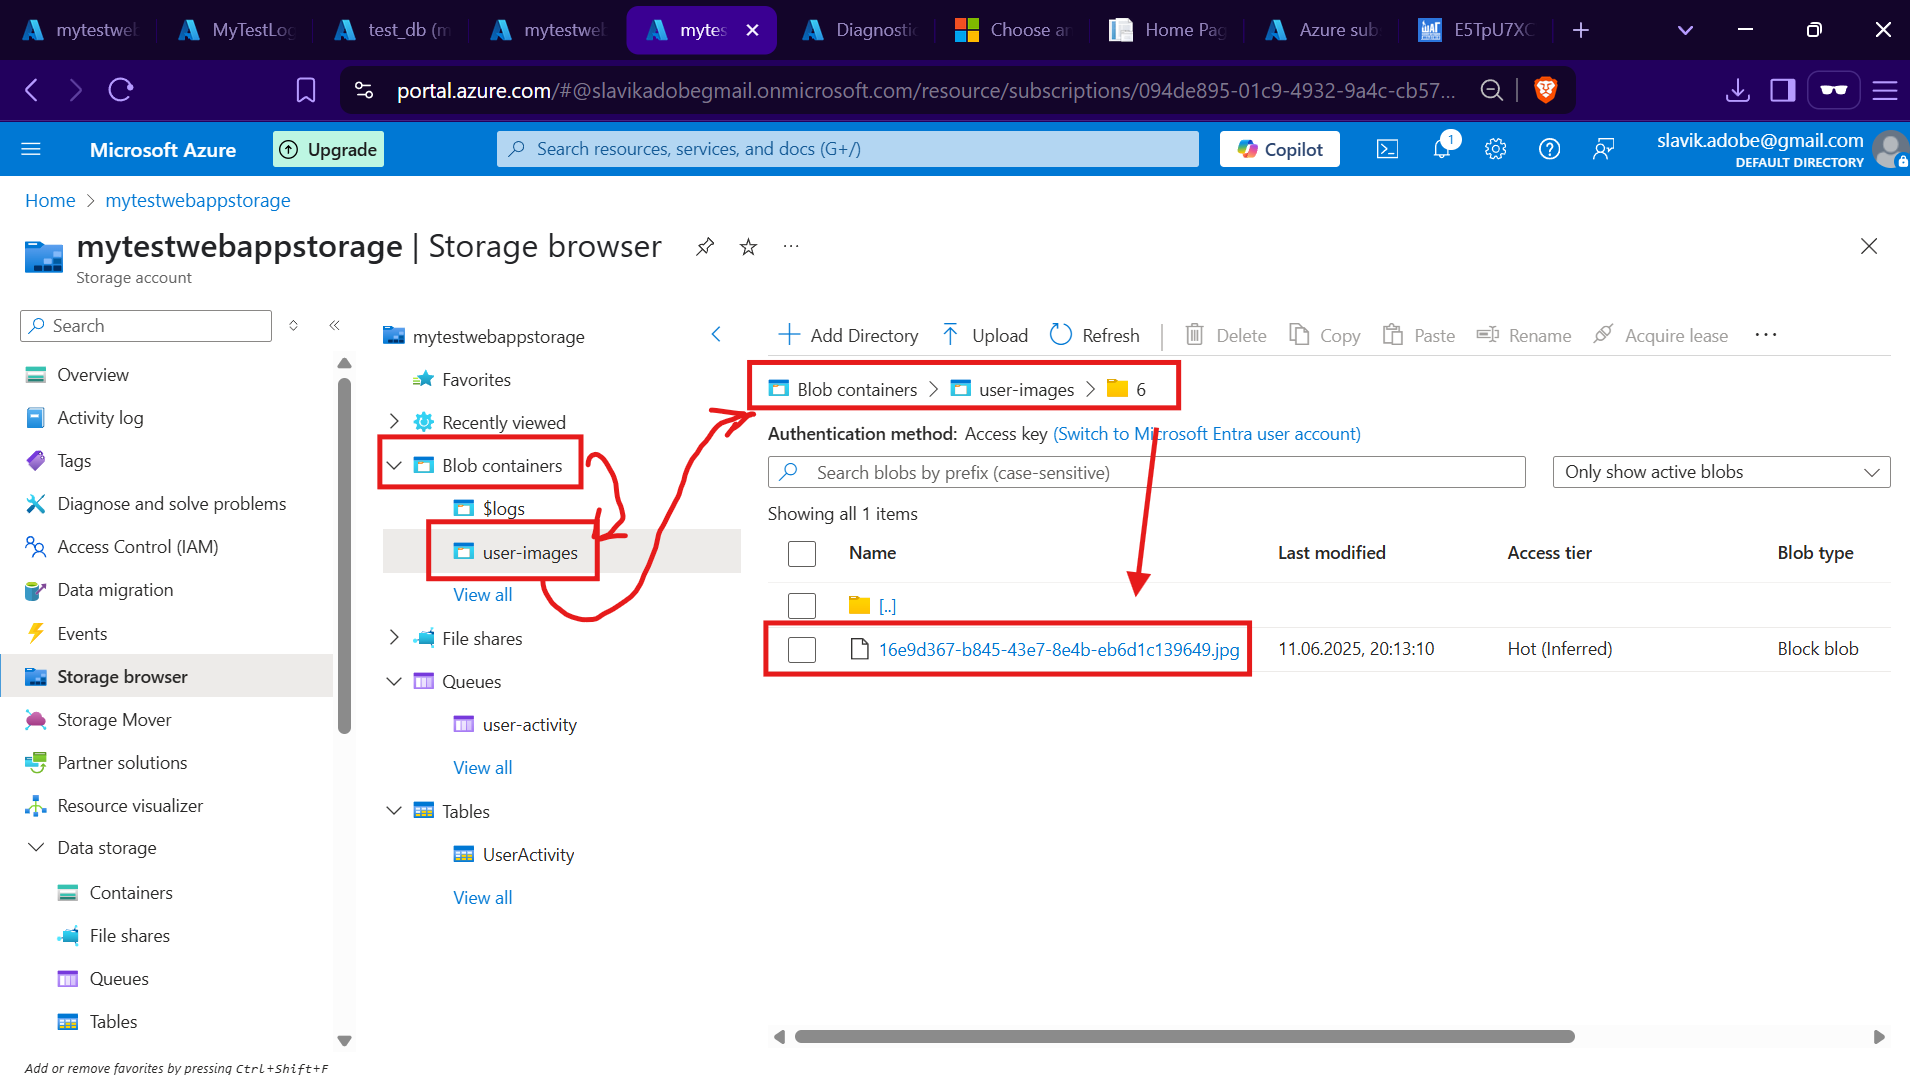 mytestweb
MyTestLog
test_db (m
mytestweb
mytes
Diagnostic
Choose an
Home Pag
Azure sub
E5TpU7XC
portal.azure.com/#@slavikadobegmail.onmicrosoft.com/resource/subscriptions/094de895-01c9-4932-9a4c-cb57...
Microsoft Azure
Upgrade
Search resources, services, and docs (G+/)
Copilot
1
slavik.adobe@gmail.com
DEFAULT DIRECTORY
Home > mytestwebappstorage
mytestwebappstorage | Storage browser
Storage account
Search
Overview
Activity log
Tags
Diagnose and solve problems
Access Control (IAM)
Data migration
Events
Storage browser
Storage Mover
Partner solutions
Resource visualizer
Data storage
Containers
File shares
Queues
Tables
Add or remove favorites by pressing Ctrl+Shift+F
mytestwebappstorage
Favorites
Recently viewed
Blob containers
$logs
user-images
View all
File shares
Queues
user-activity
View all
Tables
UserActivity
View all
Add Directory Upload Refresh Delete Copy Paste Rename Acquire lease
Blob containers > user-images > 6
Authentication method: Access key (Switch to Microsoft Entra user account)
Search blobs by prefix (case-sensitive)
Only show active blobs
Showing all 1 items
Name Last modified Access tier Blob type
[..]
16e9d367-b845-43e7-8e4b-eb6d1c139649.jpg 11.06.2025, 20:13:10 Hot (Inferred) Block blob